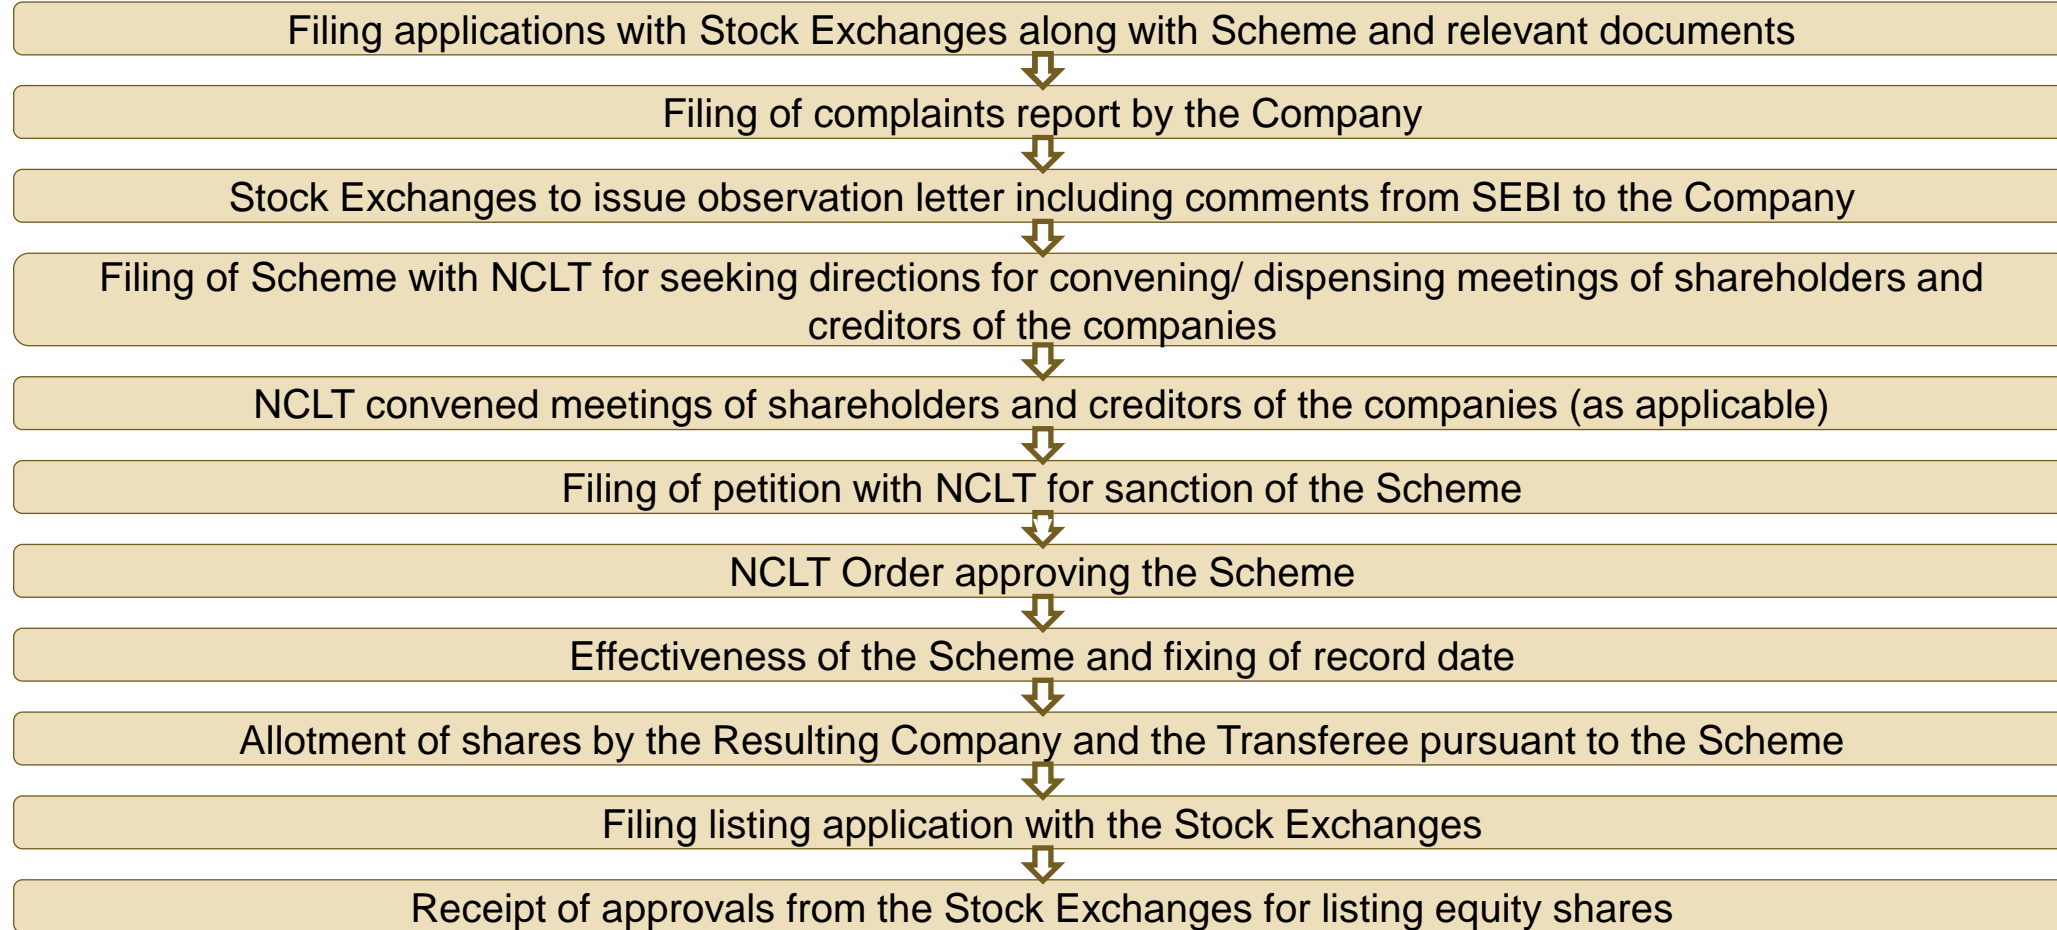 Filing applications with Stock Exchanges along with Scheme and relevant documents
Filing of complaints report by the Company
Stock Exchanges to issue observation letter including comments from SEBI to the Company
Filing of Scheme with NCLT for seeking directions for convening/ dispensing meetings of shareholders and
creditors of the companies
NCLT convened meetings of shareholders and creditors of the companies (as applicable)
Filing of petition with NCLT for sanction of the Scheme
NCLT Order approving the Scheme
Effectiveness of the Scheme and fixing of record date
Allotment of shares by the Resulting Company and the Transferee pursuant to the Scheme
Filing listing application with the Stock Exchanges
Receipt of approvals from the Stock Exchanges for listing equity shares